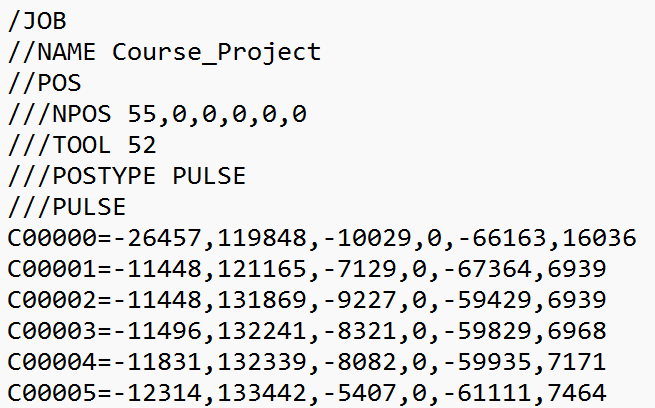 /JOB
//NAME Course_Project
//POS
///NPOS 55,0,0,0,0,0
///TOOL 52
///POSTYPE PULSE
///PULSE
C00000=-26457,119848,-10029,0,-66163,16036
C00001=-11448,121165,-7129,0,-67364,6939
C00002=-11448,131869,-9227,0,-59429,6939
C00003=-11496,132241,-8321,0,-59829,6968
C00004=-11831,132339,-8082,0,-59935,7171
C00005=-12314,133442,-5407,0,-61111,7464